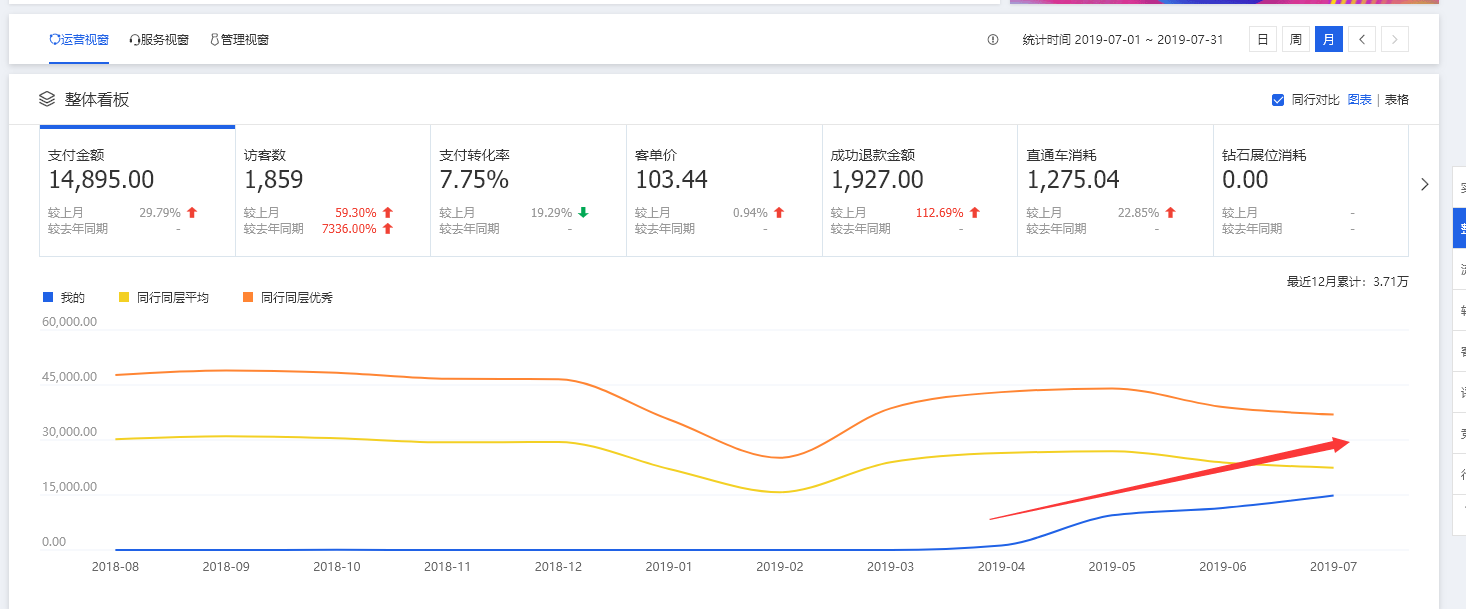 运营视窗 服务视窗 管理视窗 统计时间 2019-07-01 ~ 2019-07-31 日 周 月
整体看板 同行对比 图表 | 表格
支付金额 访客数 支付转化率 客单价 成功退款金额 直通车消耗 钻石展位消耗
14,895.00 1,859 7.75% 103.44 1,927.00 1,275.04 0.00
较上月 29.79% 较上月 59.30% 较上月 19.29% 较上月 0.94% 较上月 112.69% 较上月 22.85% 较上月 -
较去年同期 - 较去年同期 7336.00% 较去年同期 - 较去年同期 - 较去年同期 - 较去年同期 - 较去年同期 -
最近12月累计：3.71万
我的 同行同层平均 同行同层优秀
60,000.00
45,000.00
30,000.00
15,000.00
0.00
2018-08 2018-09 2018-10 2018-11 2018-12 2019-01 2019-02 2019-03 2019-04 2019-05 2019-06 2019-07